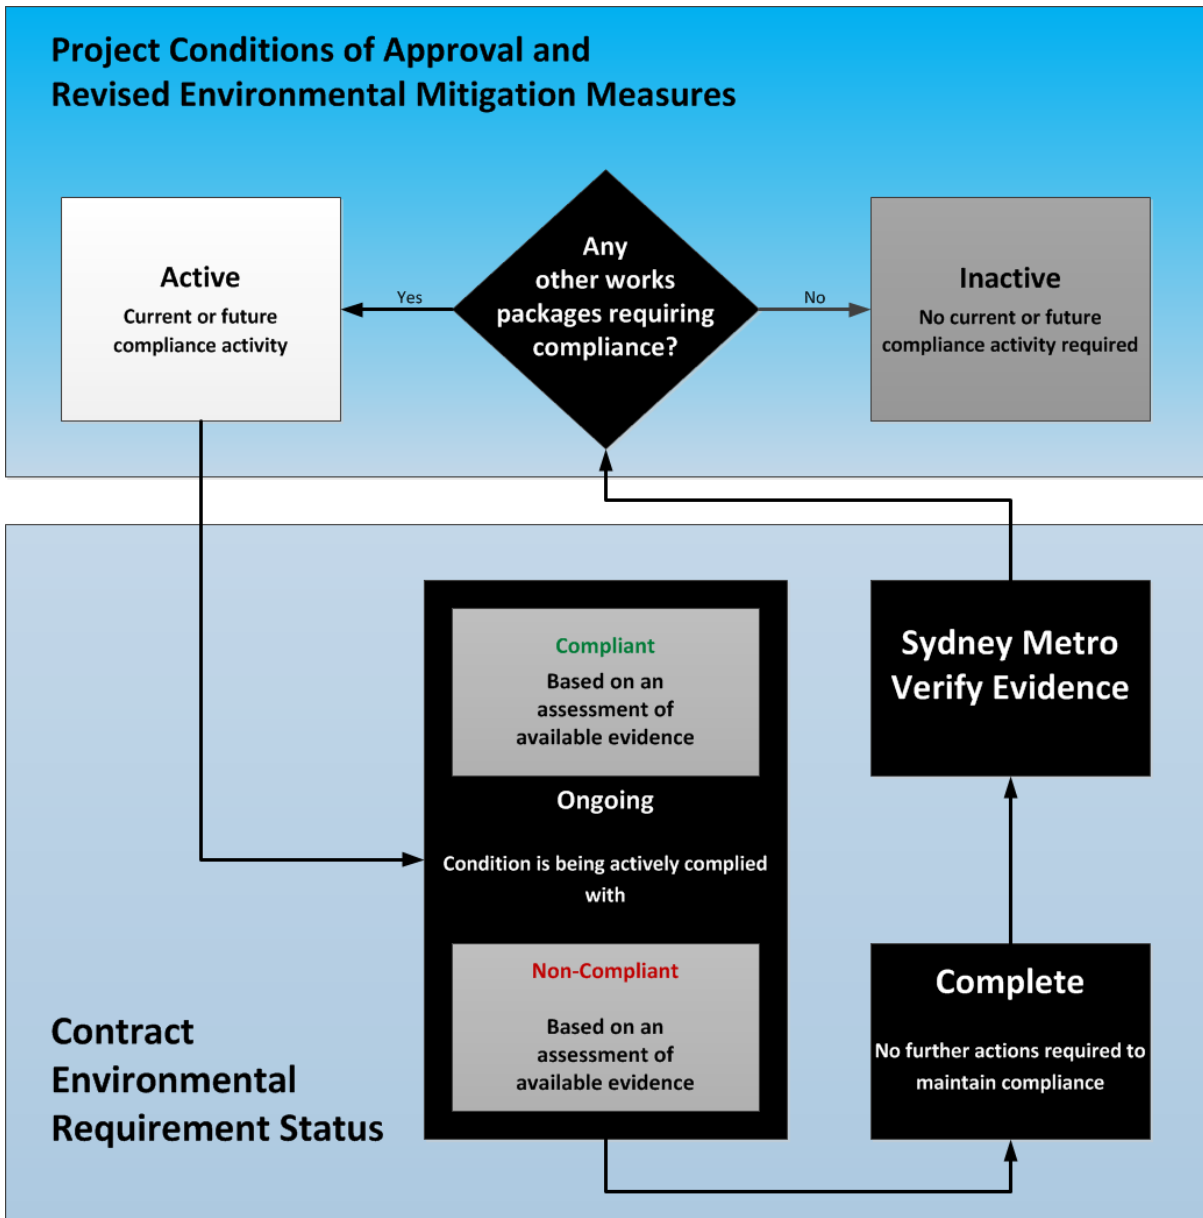 Project Conditions of Approval and
Revised Environmental Mitigation Measures
Active
Current or future
compliance activity
Yes
Any
other works
packages requiring
compliance?
No
Inactive
No current or future
compliance activity required
Compliant
Based on an
assessment of
available evidence
Ongoing
Condition is being actively complied
with
Non-Compliant
Based on an
assessment of
available evidence
Sydney Metro
Verify Evidence
Complete
No further actions required to
maintain compliance
Contract
Environmental
Requirement Status